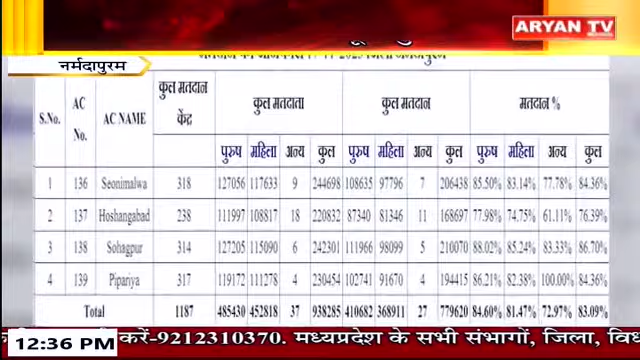 ARYAN TV
नर्मदापुरम
S.No. AC No. AC NAME कुल मतदान केंद्र कुल मतदाता कुल मतदान मतदान %
पुरुष महिला अन्य कुल पुरुष महिला अन्य कुल पुरुष महिला अन्य कुल
1 136 Seonimalwa 318 127056 117633 9 244698 108635 97796 7 206438 85.50% 83.14% 77.78% 84.36%
2 137 Hoshangabad 238 111997 108817 18 220832 87340 81346 11 168697 77.98% 74.75% 61.11% 76.39%
3 138 Sohagpur 314 127205 115090 6 242301 111966 98099 5 210070 88.02% 85.24% 83.33% 86.70%
4 139 Pipariya 317 119172 111278 4 230454 102741 91670 4 194415 86.21% 82.38% 100.00% 84.36%
Total 1187 485430 452818 37 938285 410682 368911 27 779620 84.60% 81.47% 72.97% 83.09%
करें-9212310370. मध्यप्रदेश के सभी संभागों, जिला,
12:36 PM